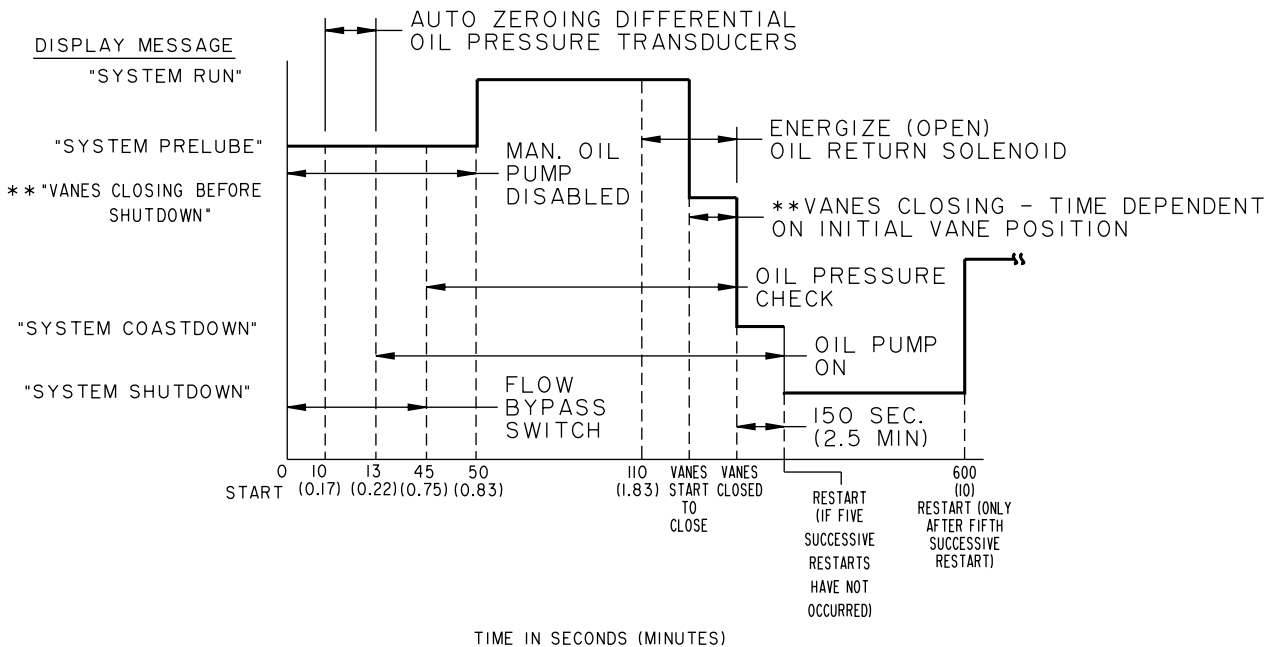 AUTO ZEROING DIFFERENTIAL
OIL PRESSURE TRANSDUCERS
DISPLAY MESSAGE
"SYSTEM RUN"
"SYSTEM PRELUBE"
**"VANES CLOSING BEFORE
SHUTDOWN"
"SYSTEM COASTDOWN"
"SYSTEM SHUTDOWN"
MAN. OIL
PUMP
DISABLED
ENERGIZE (OPEN)
OIL RETURN SOLENOID
**VANES CLOSING - TIME DEPENDENT
ON INITIAL VANE POSITION
OIL PRESSURE
CHECK
OIL PUMP
ON
FLOW
BYPASS
SWITCH
150 SEC.
(2.5 MIN)
0
START
10
(0.17)
13
(0.22)
45
(0.75)
50
(0.83)
110
(1.83)
VANES
START
TO
CLOSE
VANES
CLOSED
RESTART
(IF FIVE
SUCCESSIVE
RESTARTS
HAVE NOT
OCCURRED)
600
(10)
RESTART (ONLY
AFTER FIFTH
SUCCESSIVE
RESTART)
TIME IN SECONDS (MINUTES)